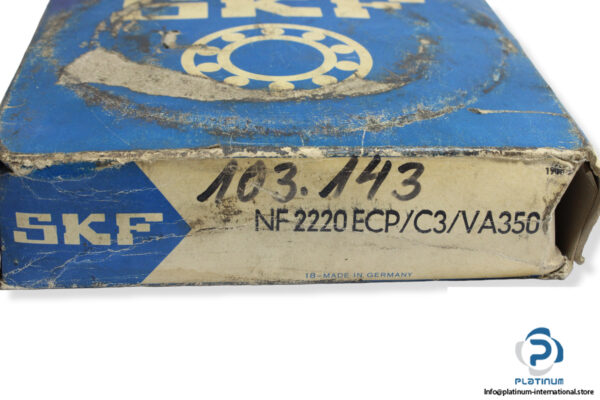 SKF
103.143
SKF
NF 2220 ECP/C3/VA350
18-MADE IN GERMANY
PLATINUM
Info@platinum-international.store